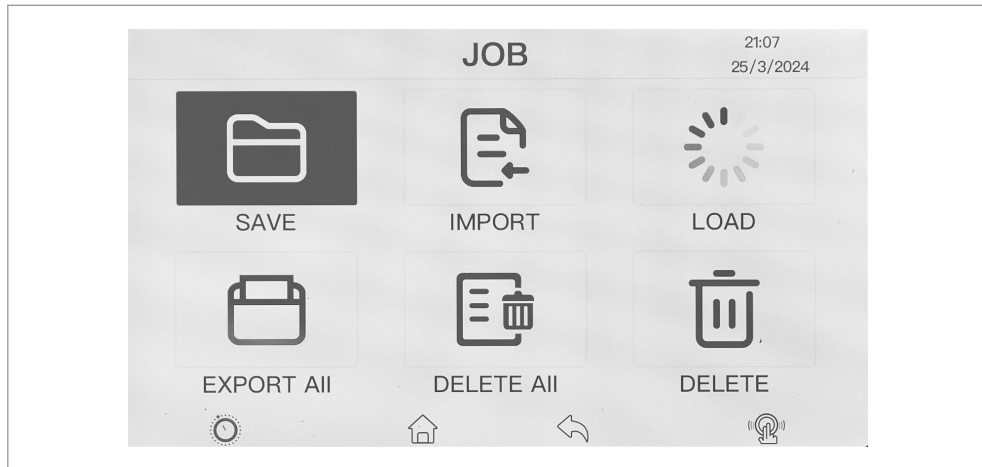 JOB
21:07
25/3/2024
SAVE
IMPORT
LOAD
EXPORT All
DELETE All
DELETE